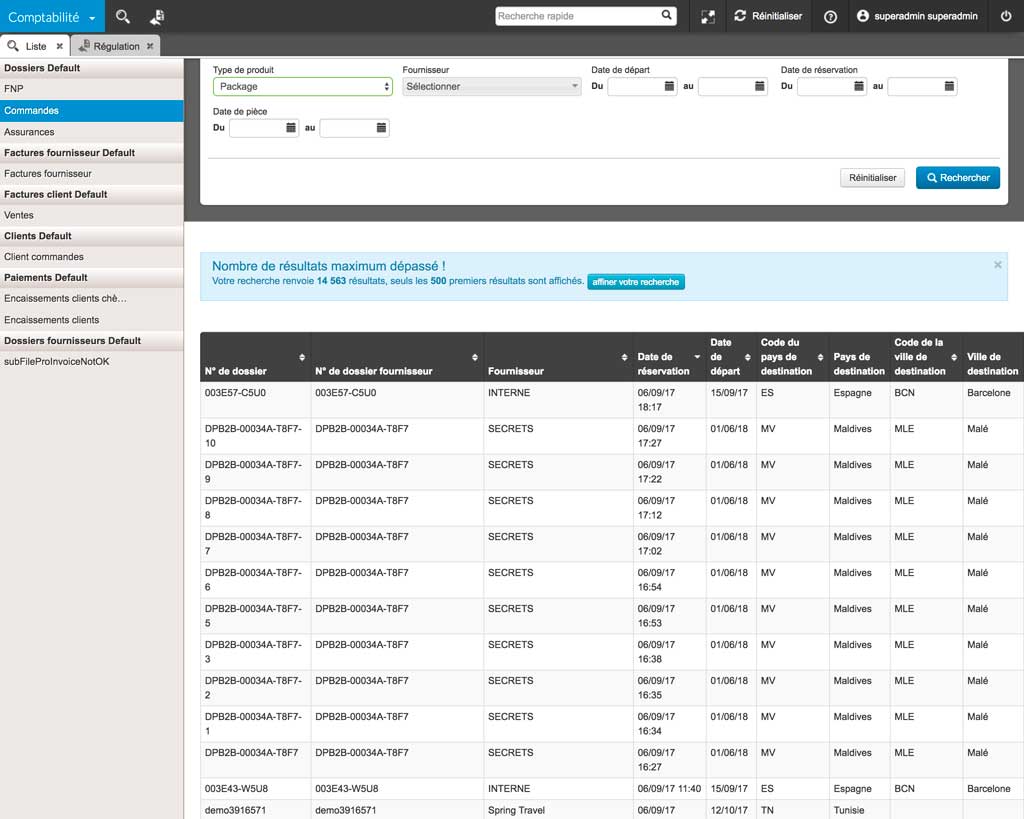 Comptabilité
Recherche rapide
Réinitialiser
superadmin superadmin
Liste
Régulation
Dossiers Default
FNP
Commandes
Assurances
Factures fournisseur Default
Factures fournisseur
Factures client Default
Ventes
Clients Default
Client commandes
Paiements Default
Encaissements clients chè…
Encaissements clients
Dossiers fournisseurs Default
subFileProInvoiceNotOK
Type de produit Fournisseur Date de départ Date de réservation
Package Sélectionner Du au Du au
Date de pièce
Du au
Réinitialiser Rechercher
Nombre de résultats maximum dépassé !
Votre recherche renvoie 14 563 résultats, seuls les 500 premiers résultats sont affichés. affiner votre recherche
Date Code du Code de la
Date de de pays de Pays de ville de Ville de
N° de dossier N° de dossier fournisseur Fournisseur réservation départ destination destination destination destination
003E57-C5U0 003E57-C5U0 INTERNE 06/09/17 15/09/17 ES Espagne BCN Barcelone
18:17
DPB2B-00034A-T8F7- DPB2B-00034A-T8F7 SECRETS 06/09/17 01/06/18 MV Maldives MLE Malé
10 17:27
DPB2B-00034A-T8F7- DPB2B-00034A-T8F7 SECRETS 06/09/17 01/06/18 MV Maldives MLE Malé
9 17:22
DPB2B-00034A-T8F7- DPB2B-00034A-T8F7 SECRETS 06/09/17 01/06/18 MV Maldives MLE Malé
8 17:12
DPB2B-00034A-T8F7- DPB2B-00034A-T8F7 SECRETS 06/09/17 01/06/18 MV Maldives MLE Malé
7 17:02
DPB2B-00034A-T8F7- DPB2B-00034A-T8F7 SECRETS 06/09/17 01/06/18 MV Maldives MLE Malé
6 16:54
DPB2B-00034A-T8F7- DPB2B-00034A-T8F7 SECRETS 06/09/17 01/06/18 MV Maldives MLE Malé
5 16:53
DPB2B-00034A-T8F7- DPB2B-00034A-T8F7 SECRETS 06/09/17 01/06/18 MV Maldives MLE Malé
3 16:38
DPB2B-00034A-T8F7- DPB2B-00034A-T8F7 SECRETS 06/09/17 01/06/18 MV Maldives MLE Malé
2 16:35
DPB2B-00034A-T8F7- DPB2B-00034A-T8F7 SECRETS 06/09/17 01/06/18 MV Maldives MLE Malé
1 16:34
DPB2B-00034A-T8F7 DPB2B-00034A-T8F7 SECRETS 06/09/17 01/06/18 MV Maldives MLE Malé
16:27
003E43-W5U8 003E43-W5U8 INTERNE 06/09/17 11:40 15/09/17 ES Espagne BCN Barcelone
demo3916571 demo3916571 Spring Travel 06/09/17 12/10/17 TN Tunisie